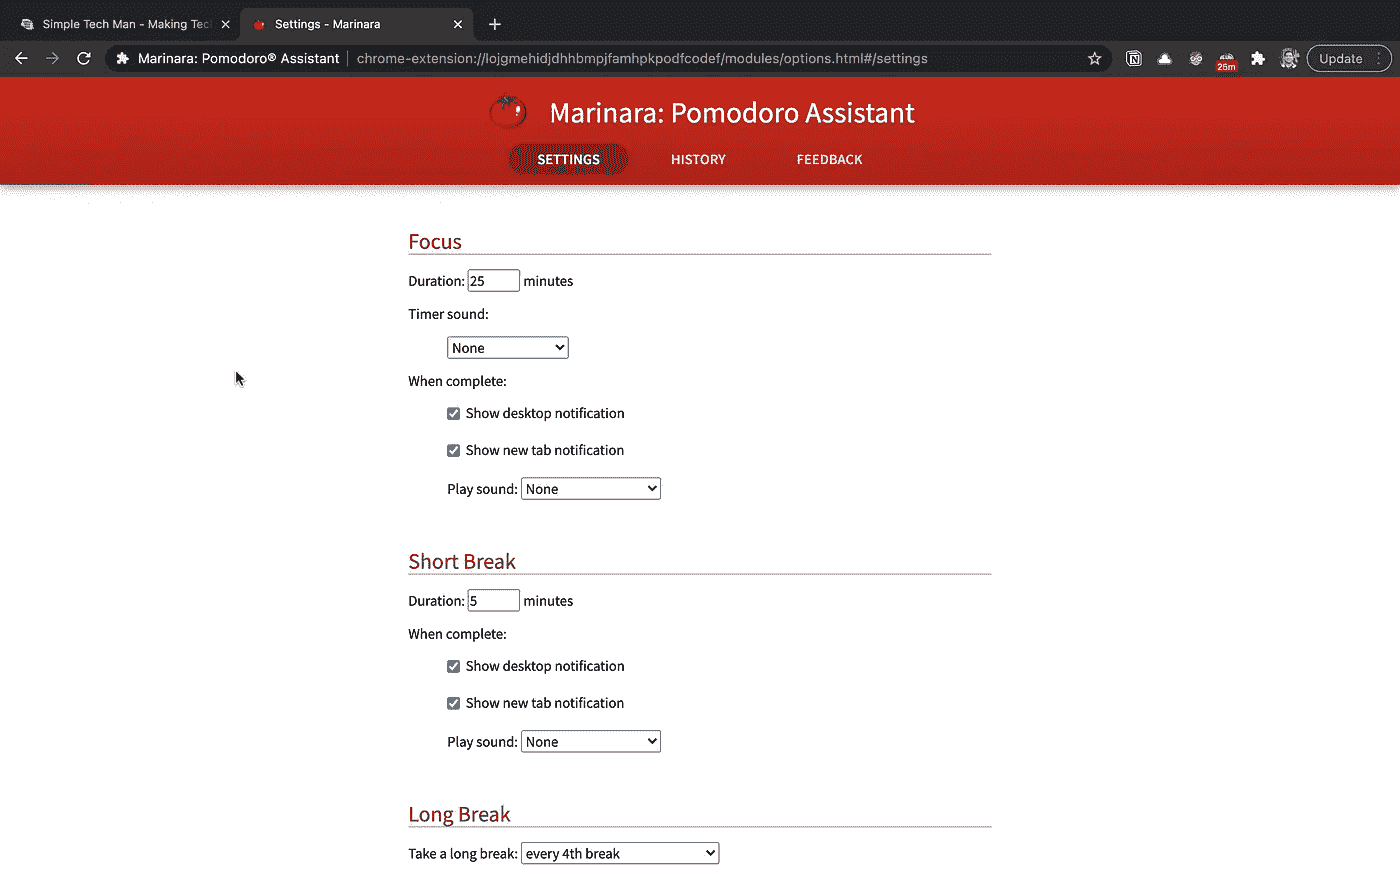 Simple Tech Man - Making Tec
Settings - Marinara
Marinara: Pomodoro® Assistant
chrome-extension://lojgmehidjdhhbmpjfamhpkpodfcodef/modules/options.html#/settings
25m
Update
Marinara: Pomodoro Assistant
SETTINGS HISTORY FEEDBACK
Focus
Duration: 25 minutes
Timer sound:
None
When complete:
Show desktop notification
Show new tab notification
Play sound: None
Short Break
Duration: 5 minutes
When complete:
Show desktop notification
Show new tab notification
Play sound: None
Long Break
Take a long break: every 4th break